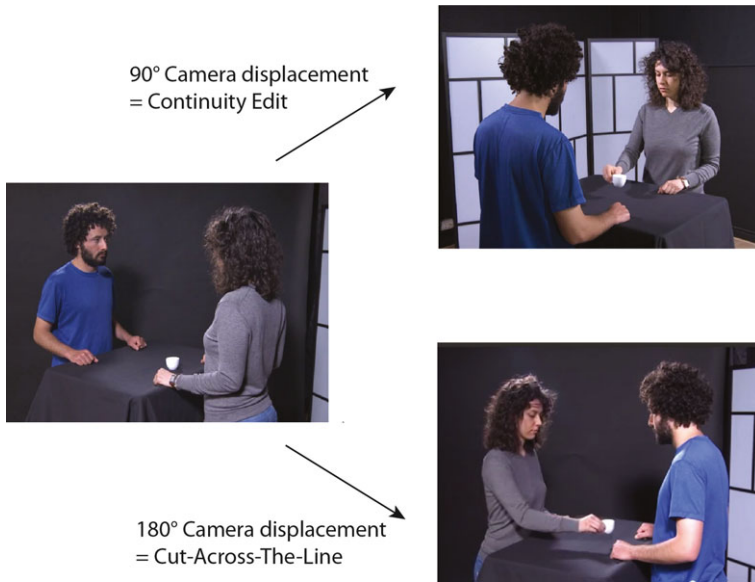 90° Camera displacement
= Continuity Edit
180° Camera displacement
= Cut-Across-The-Line